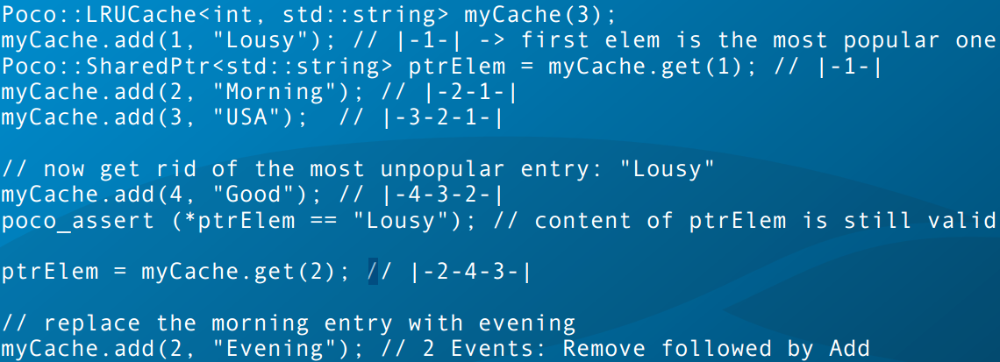 Poco::LRUCache<int, std::string> myCache(3);
myCache.add(1, "Lousy"); // |-1-| -> first elem is the most popular one
Poco::SharedPtr<std::string> ptrElem = myCache.get(1); // |-1-|
myCache.add(2, "Morning"); // |-2-1-|
myCache.add(3, "USA");  // |-3-2-1-|
// now get rid of the most unpopular entry: "Lousy"
myCache.add(4, "Good"); // |-4-3-2-|
poco_assert (*ptrElem == "Lousy"); // content of ptrElem is still valid
ptrElem = myCache.get(2); // |-2-4-3-|
// replace the morning entry with evening
myCache.add(2, "Evening"); // 2 Events: Remove followed by Add